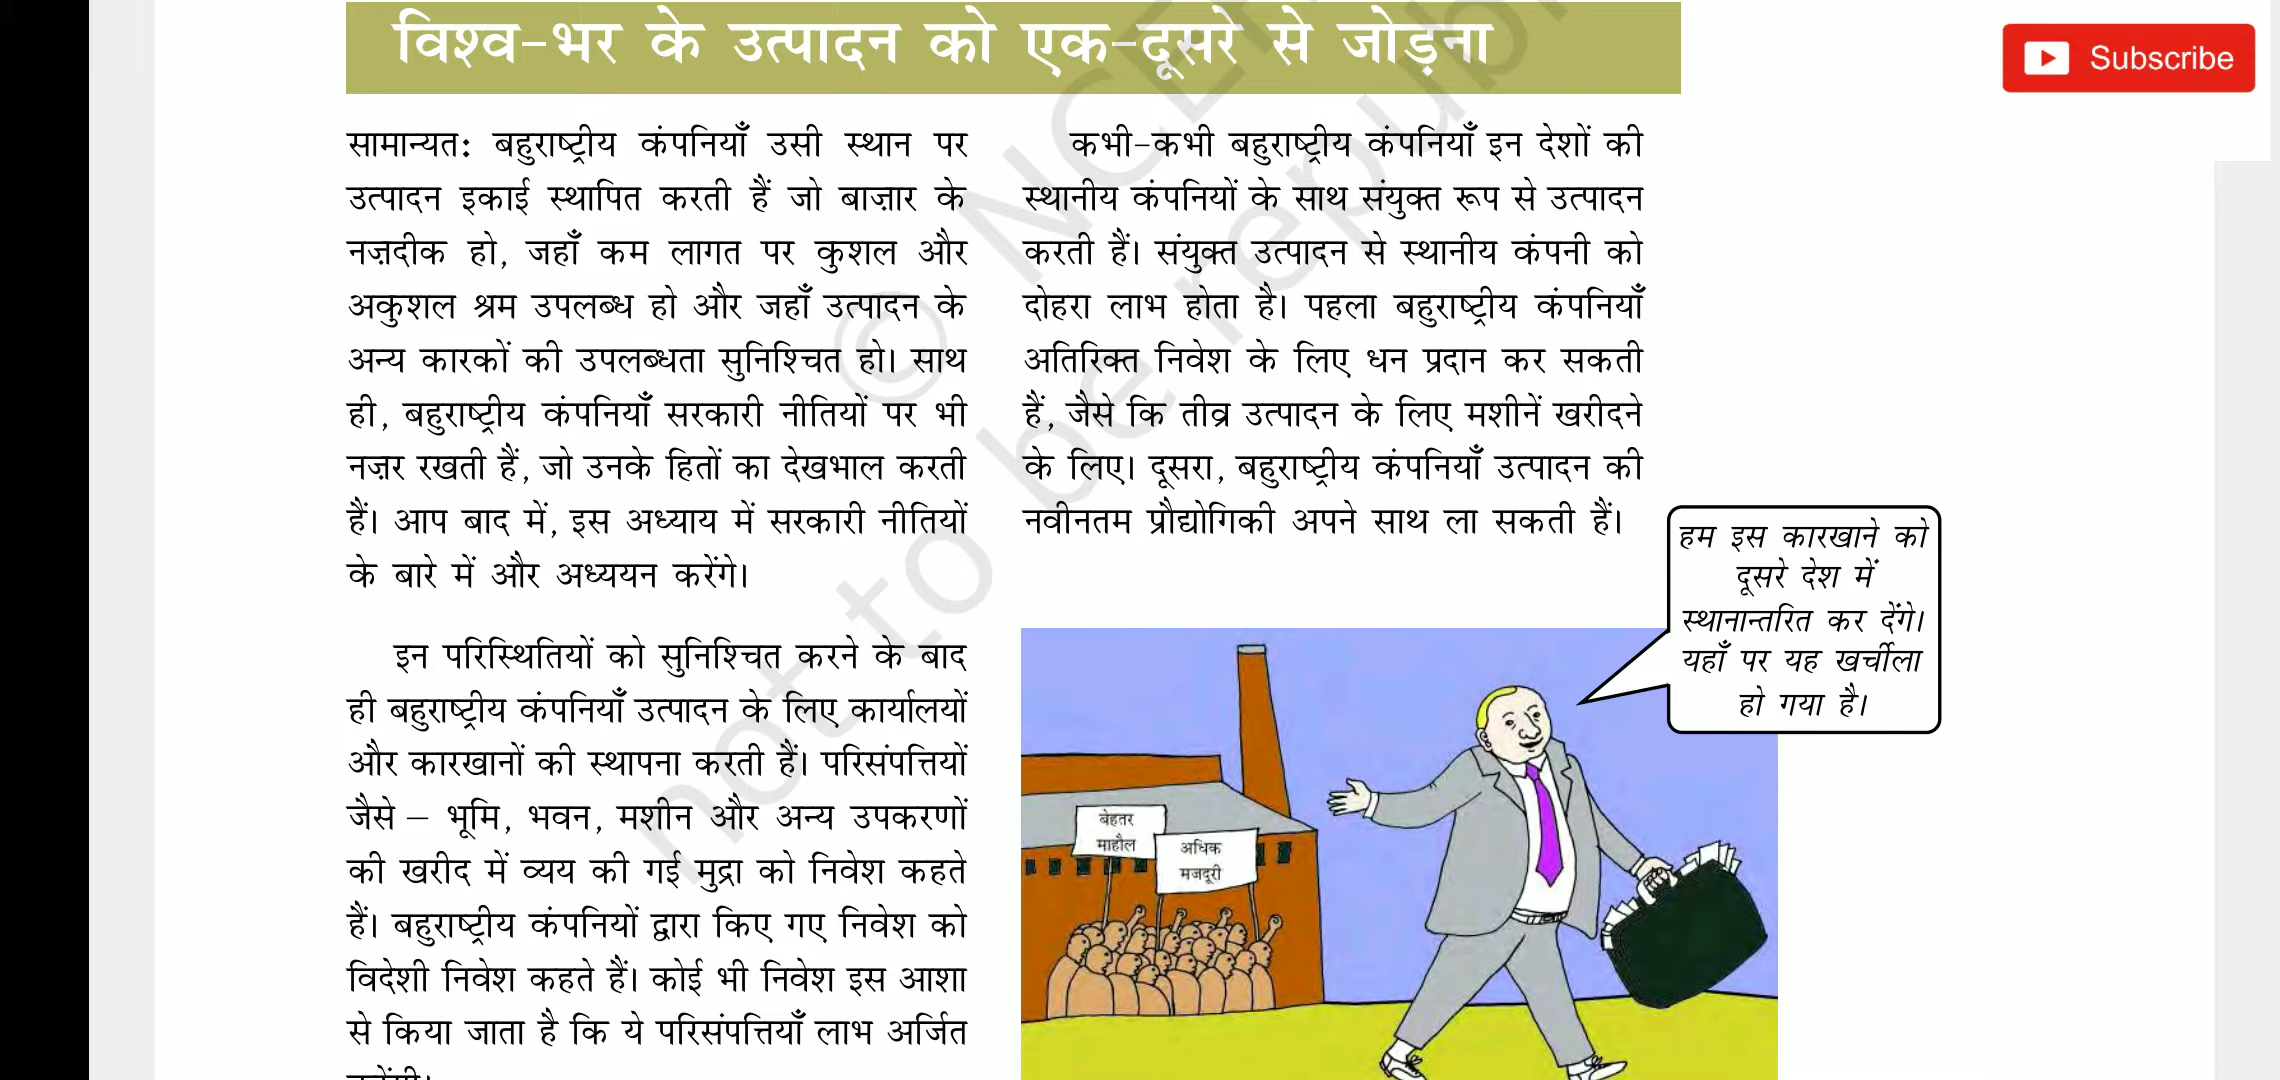 विश्व-भर के उत्पादन को एक-दूसरे से जोड़ना
Subscribe
सामान्यत: बहुराष्ट्रीय कंपनियाँ उसी स्थान पर
उत्पादन इकाई स्थापित करती हैं जो बाज़ार के
नज़दीक हो, जहाँ कम लागत पर कुशल और
अकुशल श्रम उपलब्ध हो और जहाँ उत्पादन के
अन्य कारकों की उपलब्धता सुनिश्चित हो। साथ
ही, बहुराष्ट्रीय कंपनियाँ सरकारी नीतियों पर भी
नज़र रखती हैं, जो उनके हितों का देखभाल करती
हैं। आप बाद में, इस अध्याय में सरकारी नीतियों
के बारे में और अध्ययन करेंगे।
इन परिस्थितियों को सुनिश्चित करने के बाद
ही बहुराष्ट्रीय कंपनियाँ उत्पादन के लिए कार्यालयों
और कारखानों की स्थापना करती हैं। परिसंपत्तियों
जैसे – भूमि, भवन, मशीन और अन्य उपकरणों
की खरीद में व्यय की गई मुद्रा को निवेश कहते
हैं। बहुराष्ट्रीय कंपनियों द्वारा किए गए निवेश को
विदेशी निवेश कहते हैं। कोई भी निवेश इस आशा
से किया जाता है कि ये परिसंपत्तियाँ लाभ अर्जित
कभी-कभी बहुराष्ट्रीय कंपनियाँ इन देशों की
स्थानीय कंपनियों के साथ संयुक्त रूप से उत्पादन
करती हैं। संयुक्त उत्पादन से स्थानीय कंपनी को
दोहरा लाभ होता है। पहला बहुराष्ट्रीय कंपनियाँ
अतिरिक्त निवेश के लिए धन प्रदान कर सकती
हैं, जैसे कि तीव्र उत्पादन के लिए मशीनें खरीदने
के लिए। दूसरा, बहुराष्ट्रीय कंपनियाँ उत्पादन की
नवीनतम प्रौद्योगिकी अपने साथ ला सकती हैं।
हम इस कारखाने को
दूसरे देश में
स्थानान्तरित कर देंगे।
यहाँ पर यह खर्चीला
हो गया है।
बेहतर
माहौल
अधिक
मजदूरी
not to be
©